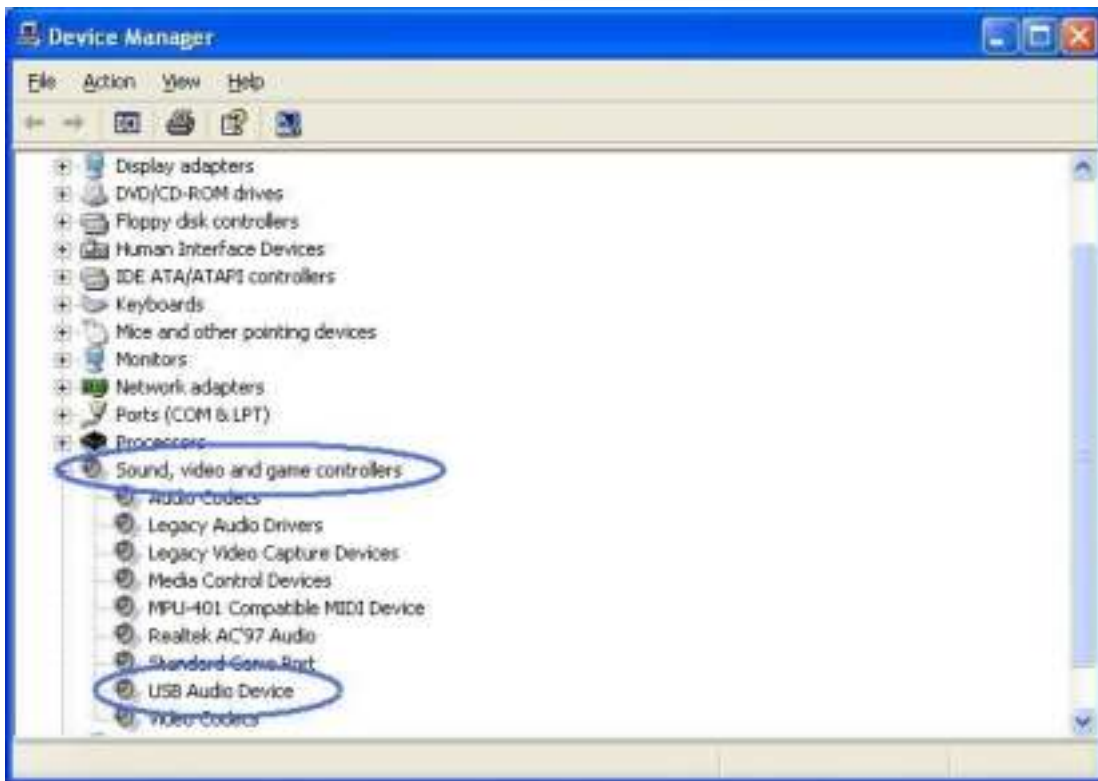 Device Manager
File Action View Help
Display adapters
DVD/CD-ROM drives
Floppy disk controllers
Human Interface Devices
IDE ATA/ATAPI controllers
Keyboards
Mice and other pointing devices
Monitors
Network adapters
Ports (COM & LPT)
Processors
Sound, video and game controllers
Audio Codecs
Legacy Audio Drivers
Legacy Video Capture Devices
Media Control Devices
MPU-401 Compatible MIDI Device
Realtek AC'97 Audio
Standard Game Port
USB Audio Device
Video Codecs